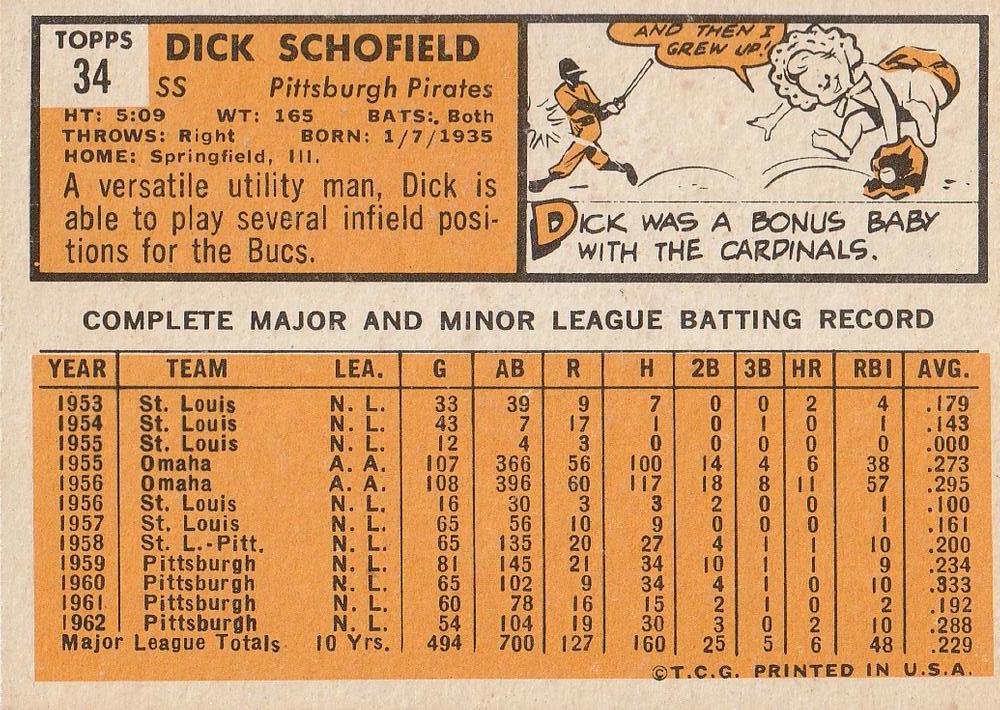 TOPPS
34
DICK SCHOFIELD
SS Pittsburgh Pirates
HT: 5:09 WT: 165 BATS: Both
THROWS: Right BORN: 1/7/1935
HOME: Springfield, Ill.
A versatile utility man, Dick is
able to play several infield posi-
tions for the Bucs.
AND THEN I
GREW UP!
DICK WAS A BONUS BABY
WITH THE CARDINALS.
COMPLETE MAJOR AND MINOR LEAGUE BATTING RECORD
YEAR TEAM LEA. G AB R H 2B 3B HR RBI AVG.
1953 St. Louis N. L. 33 39 9 7 0 0 2 4 .179
1954 St. Louis N. L. 43 7 17 1 0 1 0 1 .143
1955 St. Louis N. L. 12 4 3 0 0 0 0 0 .000
1955 Omaha A. A. 107 366 56 100 14 4 6 38 .273
1956 Omaha A. A. 108 396 60 117 18 8 11 57 .295
1956 St. Louis N. L. 16 30 3 3 2 0 0 1 .100
1957 St. Louis N. L. 65 56 10 9 0 0 0 1 .161
1958 St. L.-Pitt. N. L. 65 135 20 27 4 1 1 10 .200
1959 Pittsburgh N. L. 81 145 21 34 10 1 1 9 .234
1960 Pittsburgh N. L. 65 102 9 34 4 1 0 10 .333
1961 Pittsburgh N. L. 60 78 16 15 2 1 0 2 .192
1962 Pittsburgh N. L. 54 104 19 30 3 0 2 10 .288
Major League Totals 10 Yrs. 494 700 127 160 25 5 6 48 .229
©T.C.G. PRINTED IN U.S.A.